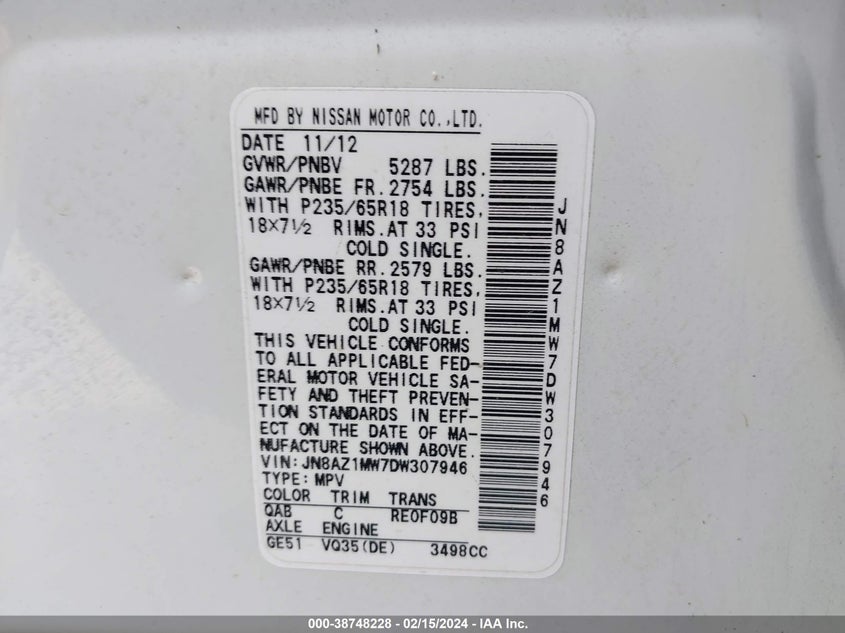 MFD BY NISSAN MOTOR CO.,LTD.
DATE 11/12
GVWR/PNBV 5287 LBS.
GAWR/PNBE FR. 2754 LBS.
WITH P235/65R18 TIRES,
18×7½ RIMS.AT 33 PSI
COLD SINGLE.
GAWR/PNBE RR. 2579 LBS.
WITH P235/65R18 TIRES,
18×7½ RIMS.AT 33 PSI
COLD SINGLE.
THIS VEHICLE CONFORMS
TO ALL APPLICABLE FED-
ERAL MOTOR VEHICLE SA-
FETY AND THEFT PREVEN-
TION STANDARDS IN EFF-
ECT ON THE DATE OF MA-
NUFACTURE SHOWN ABOVE.
VIN:JN8AZ1MW7DW307946
TYPE:MPV
COLOR TRIM TRANS
QAB C RE0F09B
AXLE ENGINE
GE51 VQ35(DE) 3498CC
JN8AZ1MW7DW307946
000-38748228 - 02/15/2024 - IAA Inc.